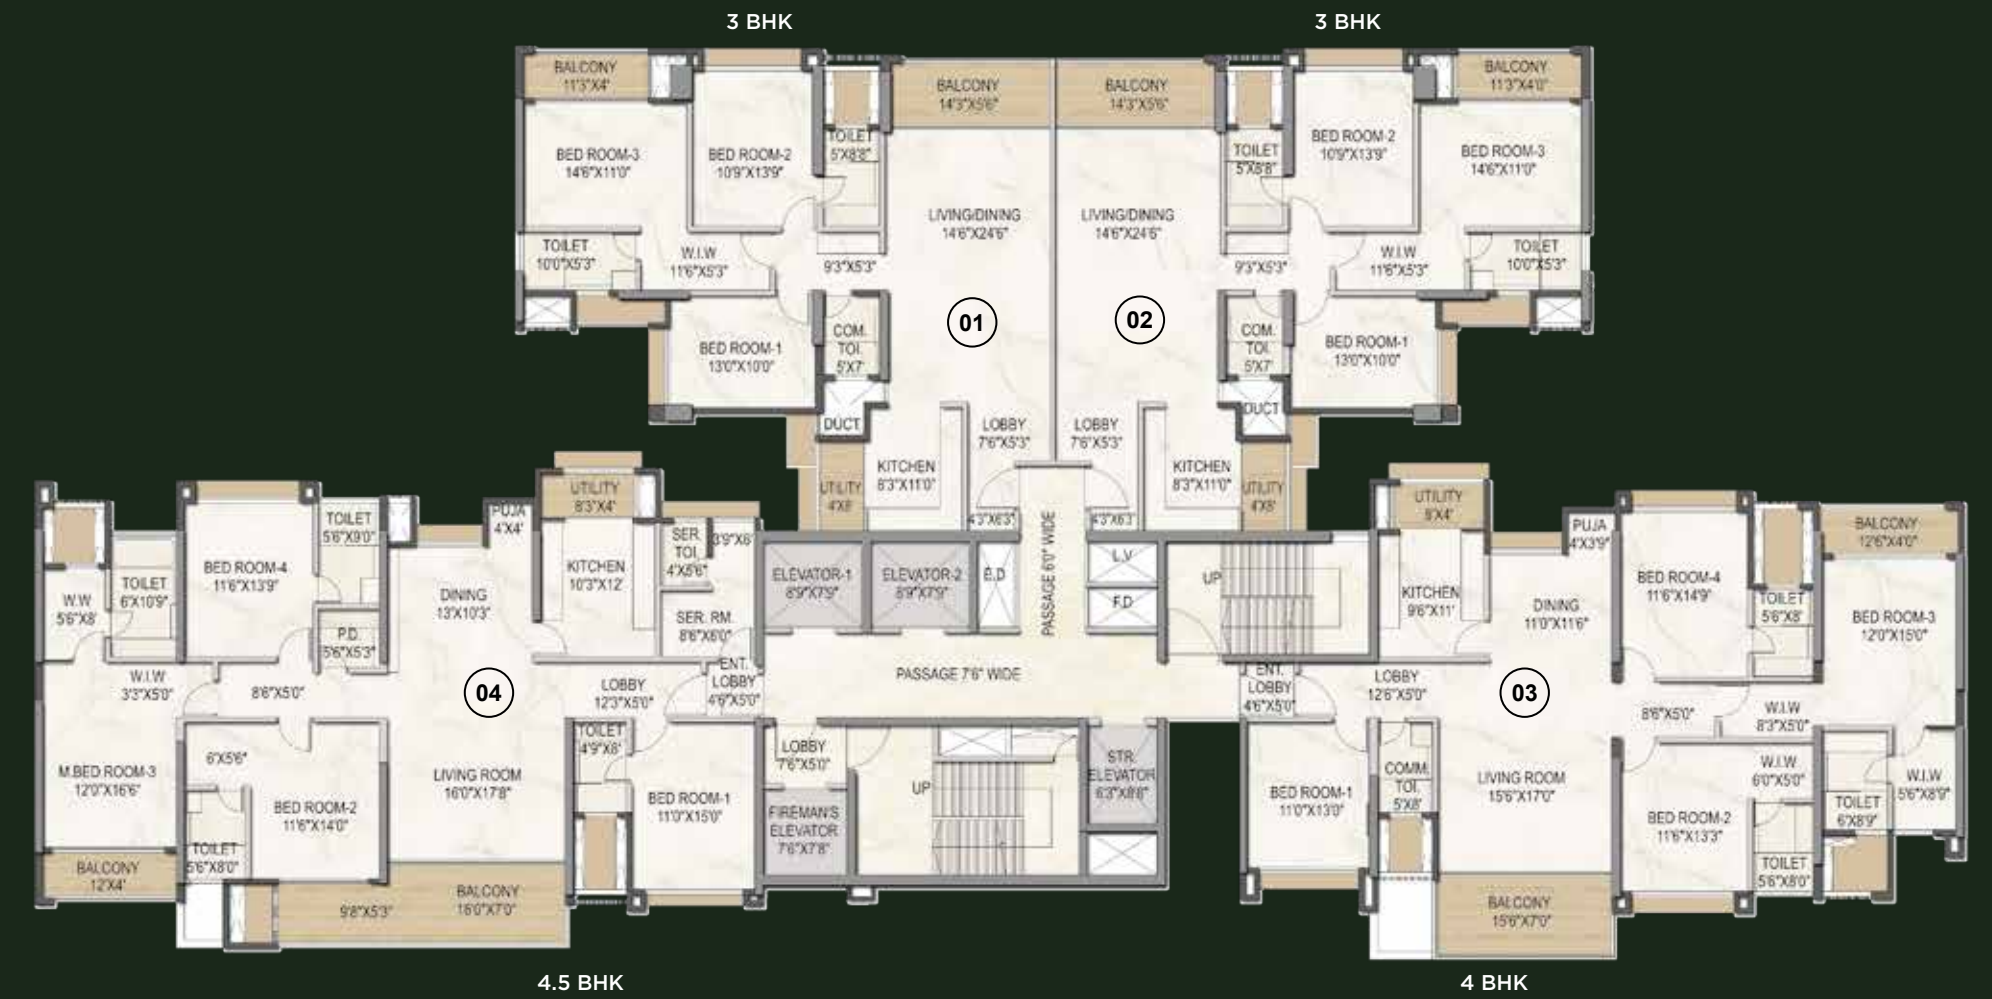 3 BHK
3 BHK
BALCONY
11'3"X4'
BED ROOM-3
14'6"X11'0"
BED ROOM-2
10'9"X13'9"
TOILET
5'X8'8"
BALCONY
14'3"X5'6"
TOILET
10'0"X5'3"
W.I.W
11'6"X5'3"
9'3"X5'3"
LIVING/DINING
14'6"X24'6"
01
BED ROOM-1
13'0"X10'0"
COM.
TOI.
5'X7'
DUCT
LOBBY
7'6"X5'3"
KITCHEN
8'3"X11'0"
UTILITY
4'X8'
4'3"X6'3"
BALCONY
14'3"X5'6"
TOILET
5'X8'8"
BED ROOM-2
10'9"X13'9"
BALCONY
11'3"X4'0"
BED ROOM-3
14'6"X11'0"
LIVING/DINING
14'6"X24'6"
02
9'3"X5'3"
W.I.W
11'6"X5'3"
TOILET
10'0"X5'3"
COM.
TOI.
5'X7'
BED ROOM-1
13'0"X10'0"
DUCT
LOBBY
7'6"X5'3"
KITCHEN
8'3"X11'0"
UTILITY
4'X8'
4'3"X6'3"
PASSAGE 6'0" WIDE
ELEVATOR-1
8'9"X7'9"
ELEVATOR-2
8'9"X7'9"
E.D
L.V.
F.D
UP
PASSAGE 7'6" WIDE
LOBBY
7'6"X5'0"
FIREMAN'S
ELEVATOR
7'6"X7'8"
UP
STR.
ELEVATOR
6'3"X8'8"
TOILET
6'X10'9"
W.W
5'6"X8'
BED ROOM-4
11'6"X13'9"
TOILET
5'6"X9'0"
P.D.
5'6"X5'3"
PUJA
4'X4'
UTILITY
8'3"X4'
KITCHEN
10'3"X12'
SER.
TOI.
4'X5'6"
3'9"X6'
SER. RM.
8'6"X6'0"
DINING
13'X10'3"
W.I.W
3'3"X5'0"
8'6"X5'0"
04
LOBBY
12'3"X5'0"
ENT.
LOBBY
4'6"X5'0"
M.BED ROOM-3
12'0"X16'6"
6'X5'6"
BED ROOM-2
11'6"X14'0"
LIVING ROOM
16'0"X17'8"
TOILET
4'9"X8'
BED ROOM-1
11'0"X15'0"
TOILET
5'6"X8'0"
BALCONY
12'X4'
9'8"X5'3"
BALCONY
16'0"X7'0"
UTILITY
8'X4'
KITCHEN
9'6"X11'
PUJA
4'X3'9"
DINING
11'0"X11'6"
BED ROOM-4
11'6"X14'9"
TOILET
5'6"X8'
BALCONY
12'6"X4'0"
BED ROOM-3
12'0"X15'0"
ENT.
LOBBY
4'6"X5'0"
LOBBY
12'6"X5'0"
03
8'6"X5'0"
W.I.W
8'3"X5'0"
BED ROOM-1
11'0"X13'0"
COMM.
TOI.
5'X8'
LIVING ROOM
15'6"X17'0"
W.I.W
6'0"X5'0"
BED ROOM-2
11'6"X13'3"
TOILET
5'6"X8'0"
TOILET
6'X8'9"
W.I.W
5'6"X8'9"
BALCONY
15'6"X7'0"
4.5 BHK
4 BHK